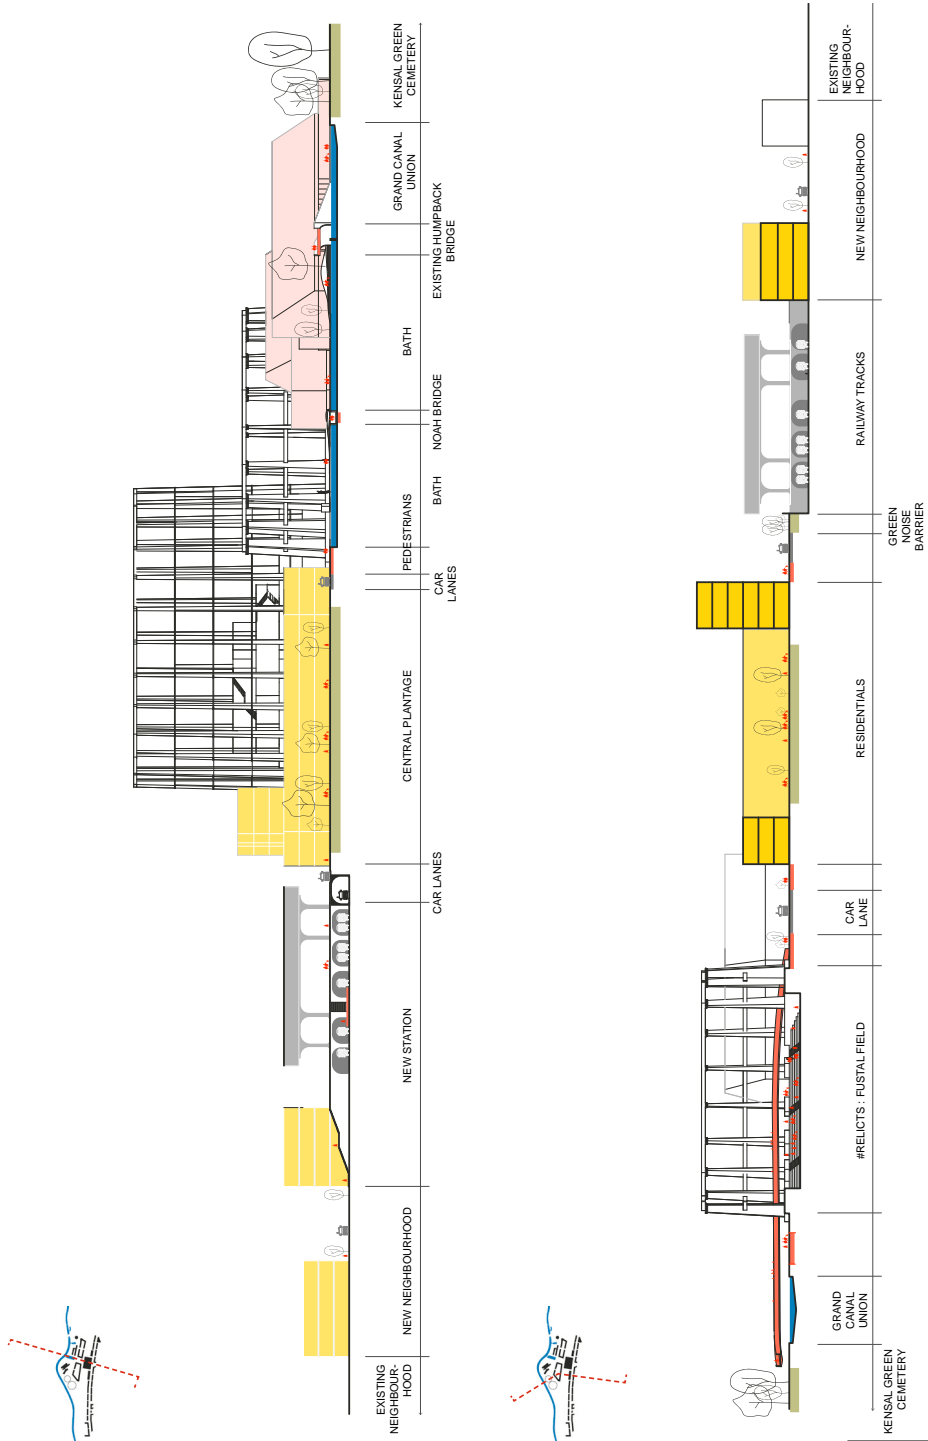 EXISTING
NEIGHBOUR-
HOOD
NEW NEIGHBOURHOOD
NEW STATION
CAR LANES
CENTRAL PLANTAGE
CAR
LANES
PEDESTRIANS
BATH
NOAH BRIDGE
BATH
EXISTING HUMPBACK
BRIDGE
GRAND CANAL
UNION
KENSAL GREEN
CEMETERY
KENSAL GREEN
CEMETERY
GRAND
CANAL
UNION
#RELICTS : FUSTAL FIELD
CAR
LANE
RESIDENTIALS
GREEN
NOISE
BARRIER
RAILWAY TRACKS
NEW NEIGHBOURHOOD
EXISTING
NEIGHBOUR-
HOOD